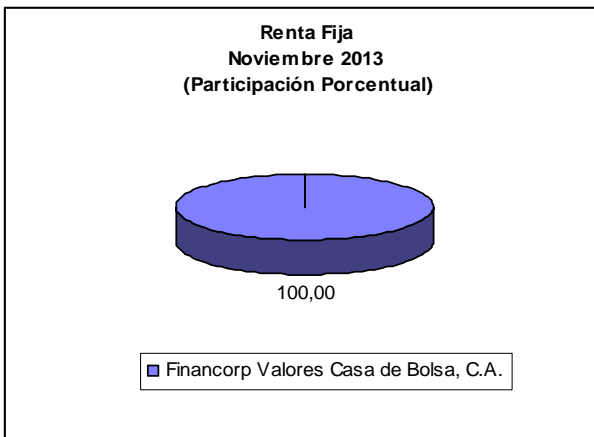 Renta Fija
Noviembre 2013
(Participación Porcentual)
100,00
Financorp Valores Casa de Bolsa, C.A.